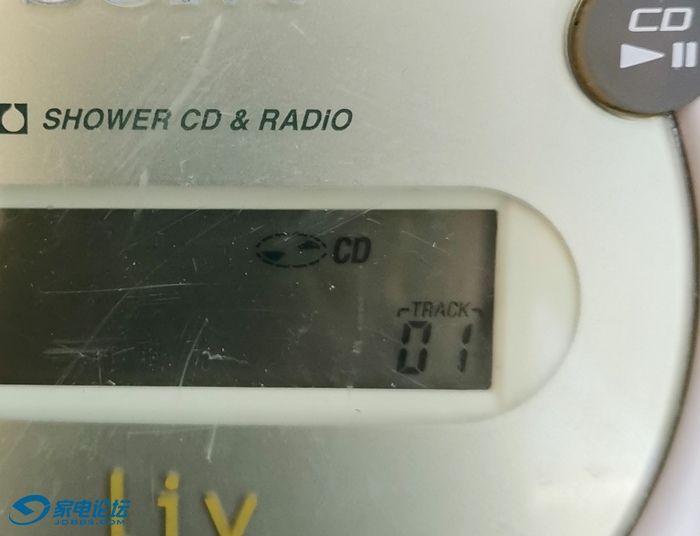 CD
SHOWER CD & RADiO
CD
TRACK
01
Liv
家电论坛
JDBBS.COM